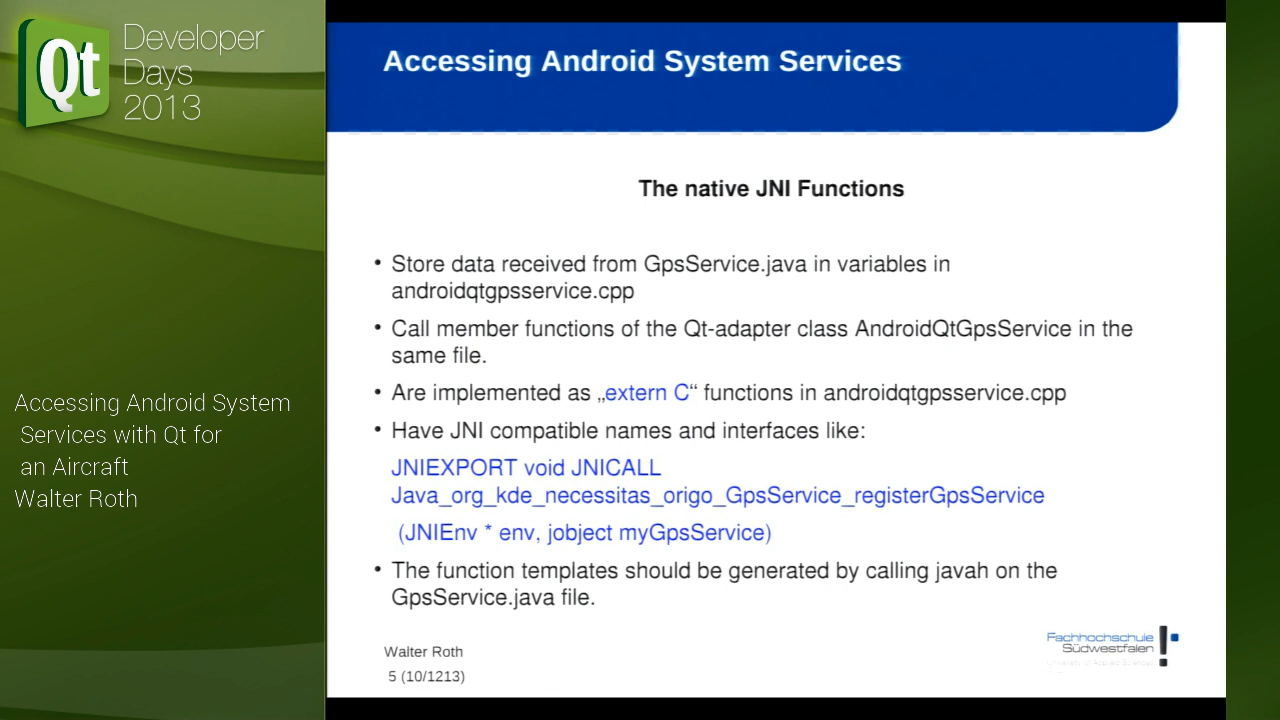 Qt
Developer
Days
2013
Accessing Android System
Services with Qt for
an Aircraft
Walter Roth
Accessing Android System Services
The native JNI Functions
• Store data received from GpsService.java in variables in
androidqtgpsservice.cpp
• Call member functions of the Qt-adapter class AndroidQtGpsService in the
same file.
• Are implemented as „extern C“ functions in androidqtgpsservice.cpp
• Have JNI compatible names and interfaces like:
JNIEXPORT void JNICALL
Java_org_kde_necessitas_origo_GpsService_registerGpsService
(JNIEnv * env, jobject myGpsService)
• The function templates should be generated by calling javah on the
GpsService.java file.
Walter Roth
5 (10/1213)
Fachhochschule
Südwestfalen
University of Applied Sciences